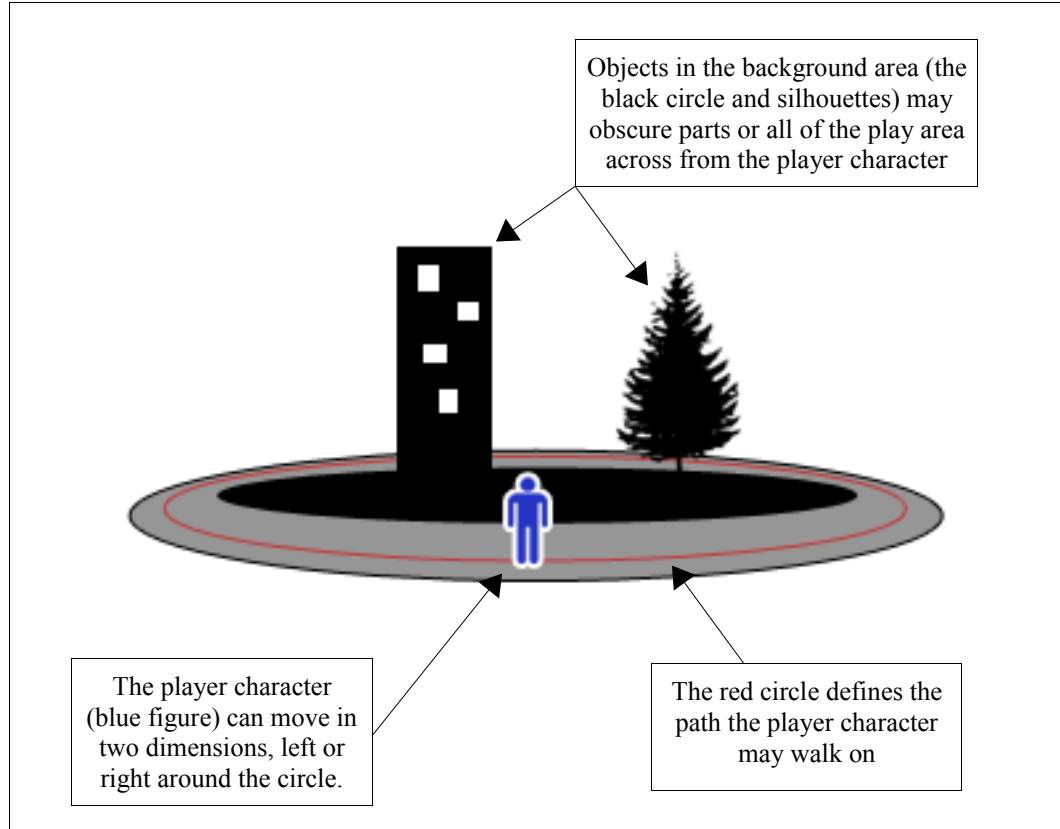 Objects in the background area (the
black circle and silhouettes) may
obscure parts or all of the play area
across from the player character
The player character
(blue figure) can move in
two dimensions, left or
right around the circle.
The red circle defines the
path the player character
may walk on